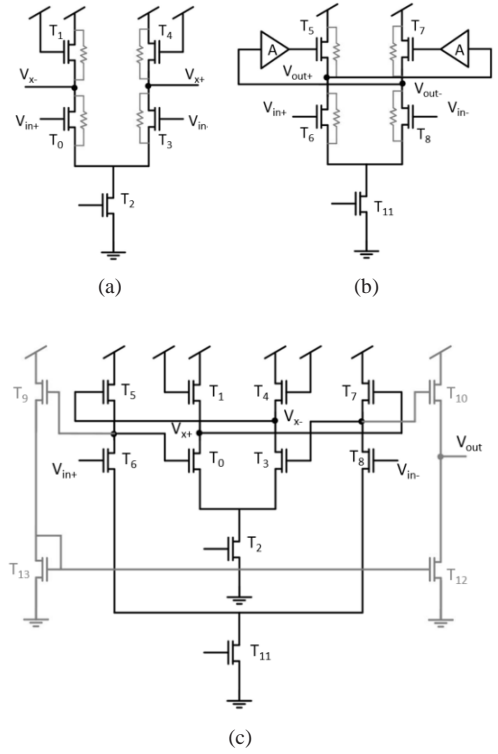 T1 T4
Vx- Vx+
Vin+ Vin-
T0 T3
T2
(a)
T5 T7
A A
Vout+ Vout-
Vin+ Vin-
T6 T8
T11
(b)
T9 T5 T1 T4 T7 T10
Vx+ Vx-
Vin+ T6 T0 T3 T8 Vin- Vout
T2
T13 T12
T11
(c)